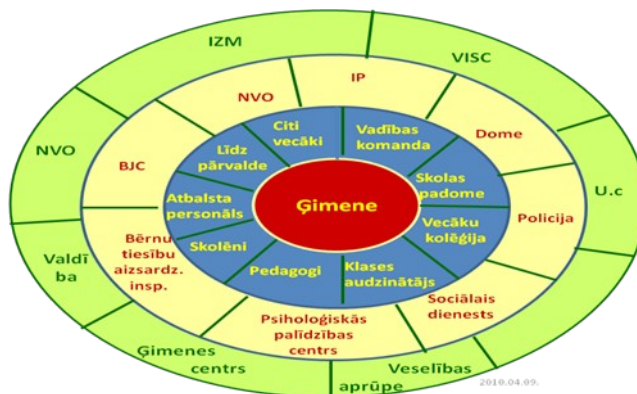 IZM
VISC
NVO
IP
NVO
Dome
BJC
Citi
vecāki
Vadības
komanda
Līdz
pārvalde
Skolas
padome
U.c
Atbalsta
personāls
Ģimene
Vecāku
kolēģija
Policija
Skolēni
Bērnu
tiesību
aizsardz.
insp.
Valdī
ba
Pedagogi
Klases
audzinātājs
Sociālais
dienests
Psiholoģiskās
palīdzības
centrs
Ģimenes
centrs
Veselības
aprūpe
2010.04.09.